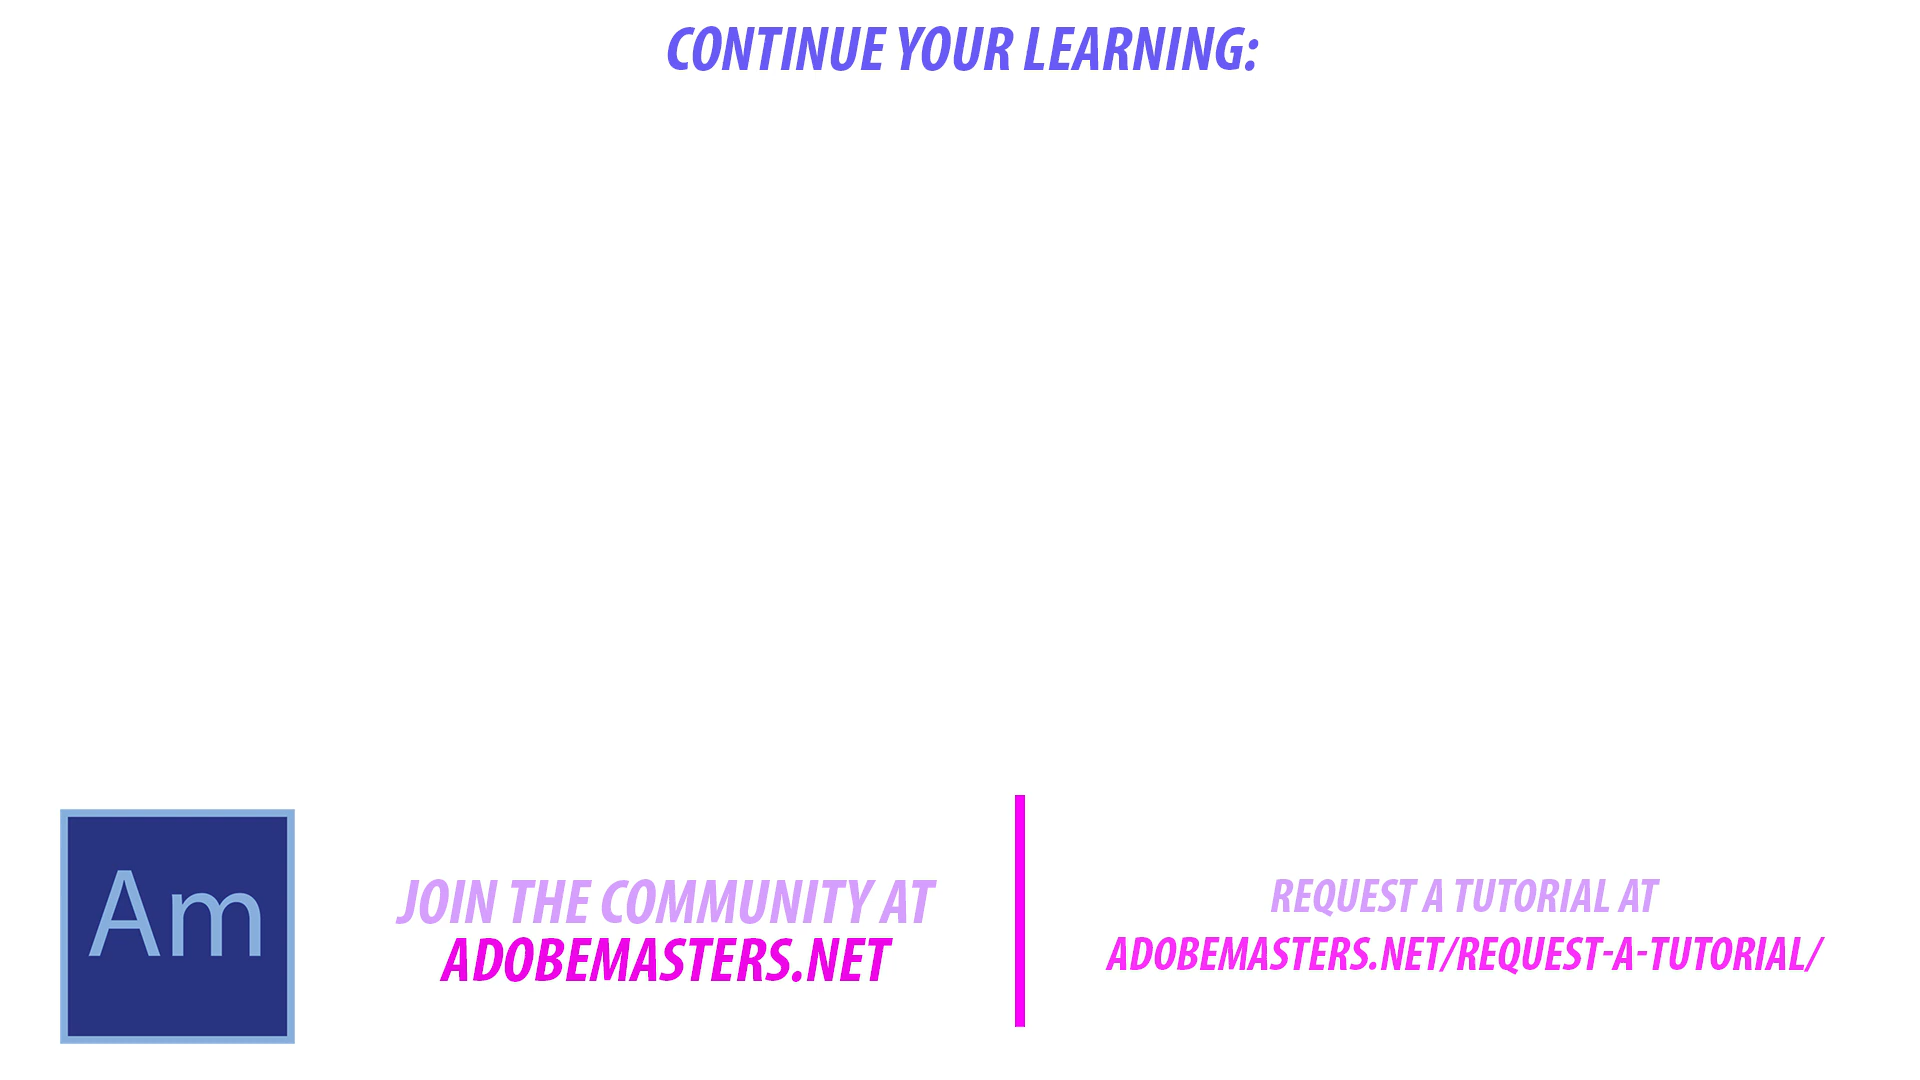 CONTINUE YOUR LEARNING:
Am
JOIN THE COMMUNITY AT
ADOBEMASTERS.NET
REQUEST A TUTORIAL AT
ADOBEMASTERS.NET/REQUEST-A-TUTORIAL/